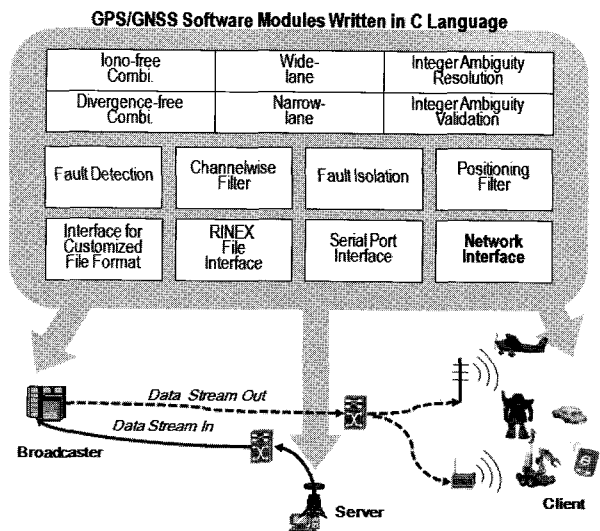 GPS/GNSS Software Modules Written in C Language
Iono-free
Combi.
Wide-
lane
Integer Ambiguity
Resolution
Divergence-free
Combi.
Narrow-
lane
Integer Ambiguity
Validation
Fault Detection
Channelwise
Filter
Fault Isolation
Positioning
Filter
Interface for
Customized
File Format
RINEX
File
Interface
Serial Port
Interface
Network
Interface
Data Stream Out
Data Stream In
Broadcaster
Server
Client